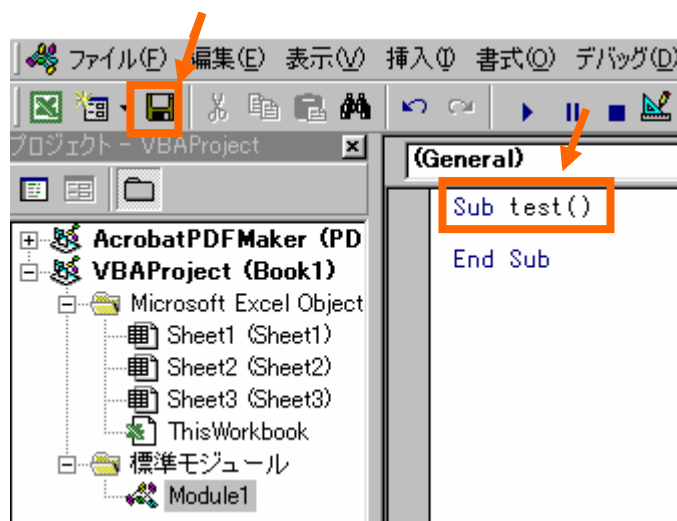 ファイル(F) 編集(E) 表示(V) 挿入(I) 書式(O) デバッグ(D)
プロジェクト - VBAProject
AcrobatPDFMaker (PD
VBAProject (Book1)
Microsoft Excel Object
Sheet1 (Sheet1)
Sheet2 (Sheet2)
Sheet3 (Sheet3)
ThisWorkbook
標準モジュール
Module1
(General)
Sub test()
End Sub